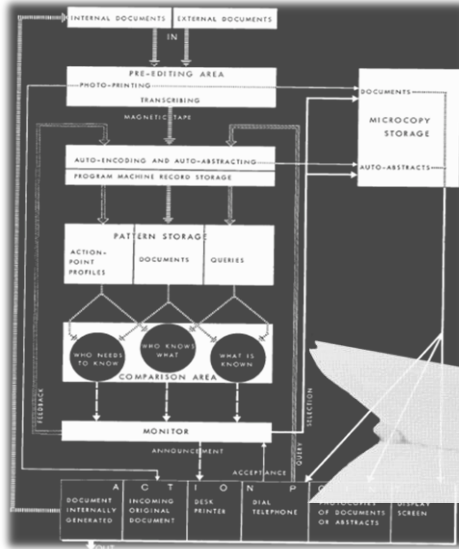 INTERNAL DOCUMENTS
EXTERNAL DOCUMENTS
IN
PRE-EDITING AREA
PHOTO-PRINTING
TRANSCRIBING
MAGNETIC TAPE
DOCUMENTS
MICROCOPY
STORAGE
AUTO-ABSTRACTS
AUTO-ENCODING AND AUTO-ABSTRACTING
PROGRAM MACHINE RECORD STORAGE
PATTERN STORAGE
ACTION-
POINT
PROFILES
DOCUMENTS
QUERIES
WHO NEEDS
TO KNOW
WHO KNOWS
WHAT
WHAT IS
KNOWN
COMPARISON AREA
FEEDBACK
SELECTION
MONITOR
ANNOUNCEMENT
QUERY
ACCEPTANCE
ACTION P
DOCUMENT
INTERNALLY
GENERATED
INCOMING
ORIGINAL
DOCUMENT
DESK
PRINTER
DIAL
TELEPHONE
OF DOCUMENTS
OR ABSTRACTS
DISPLAY
SCREEN